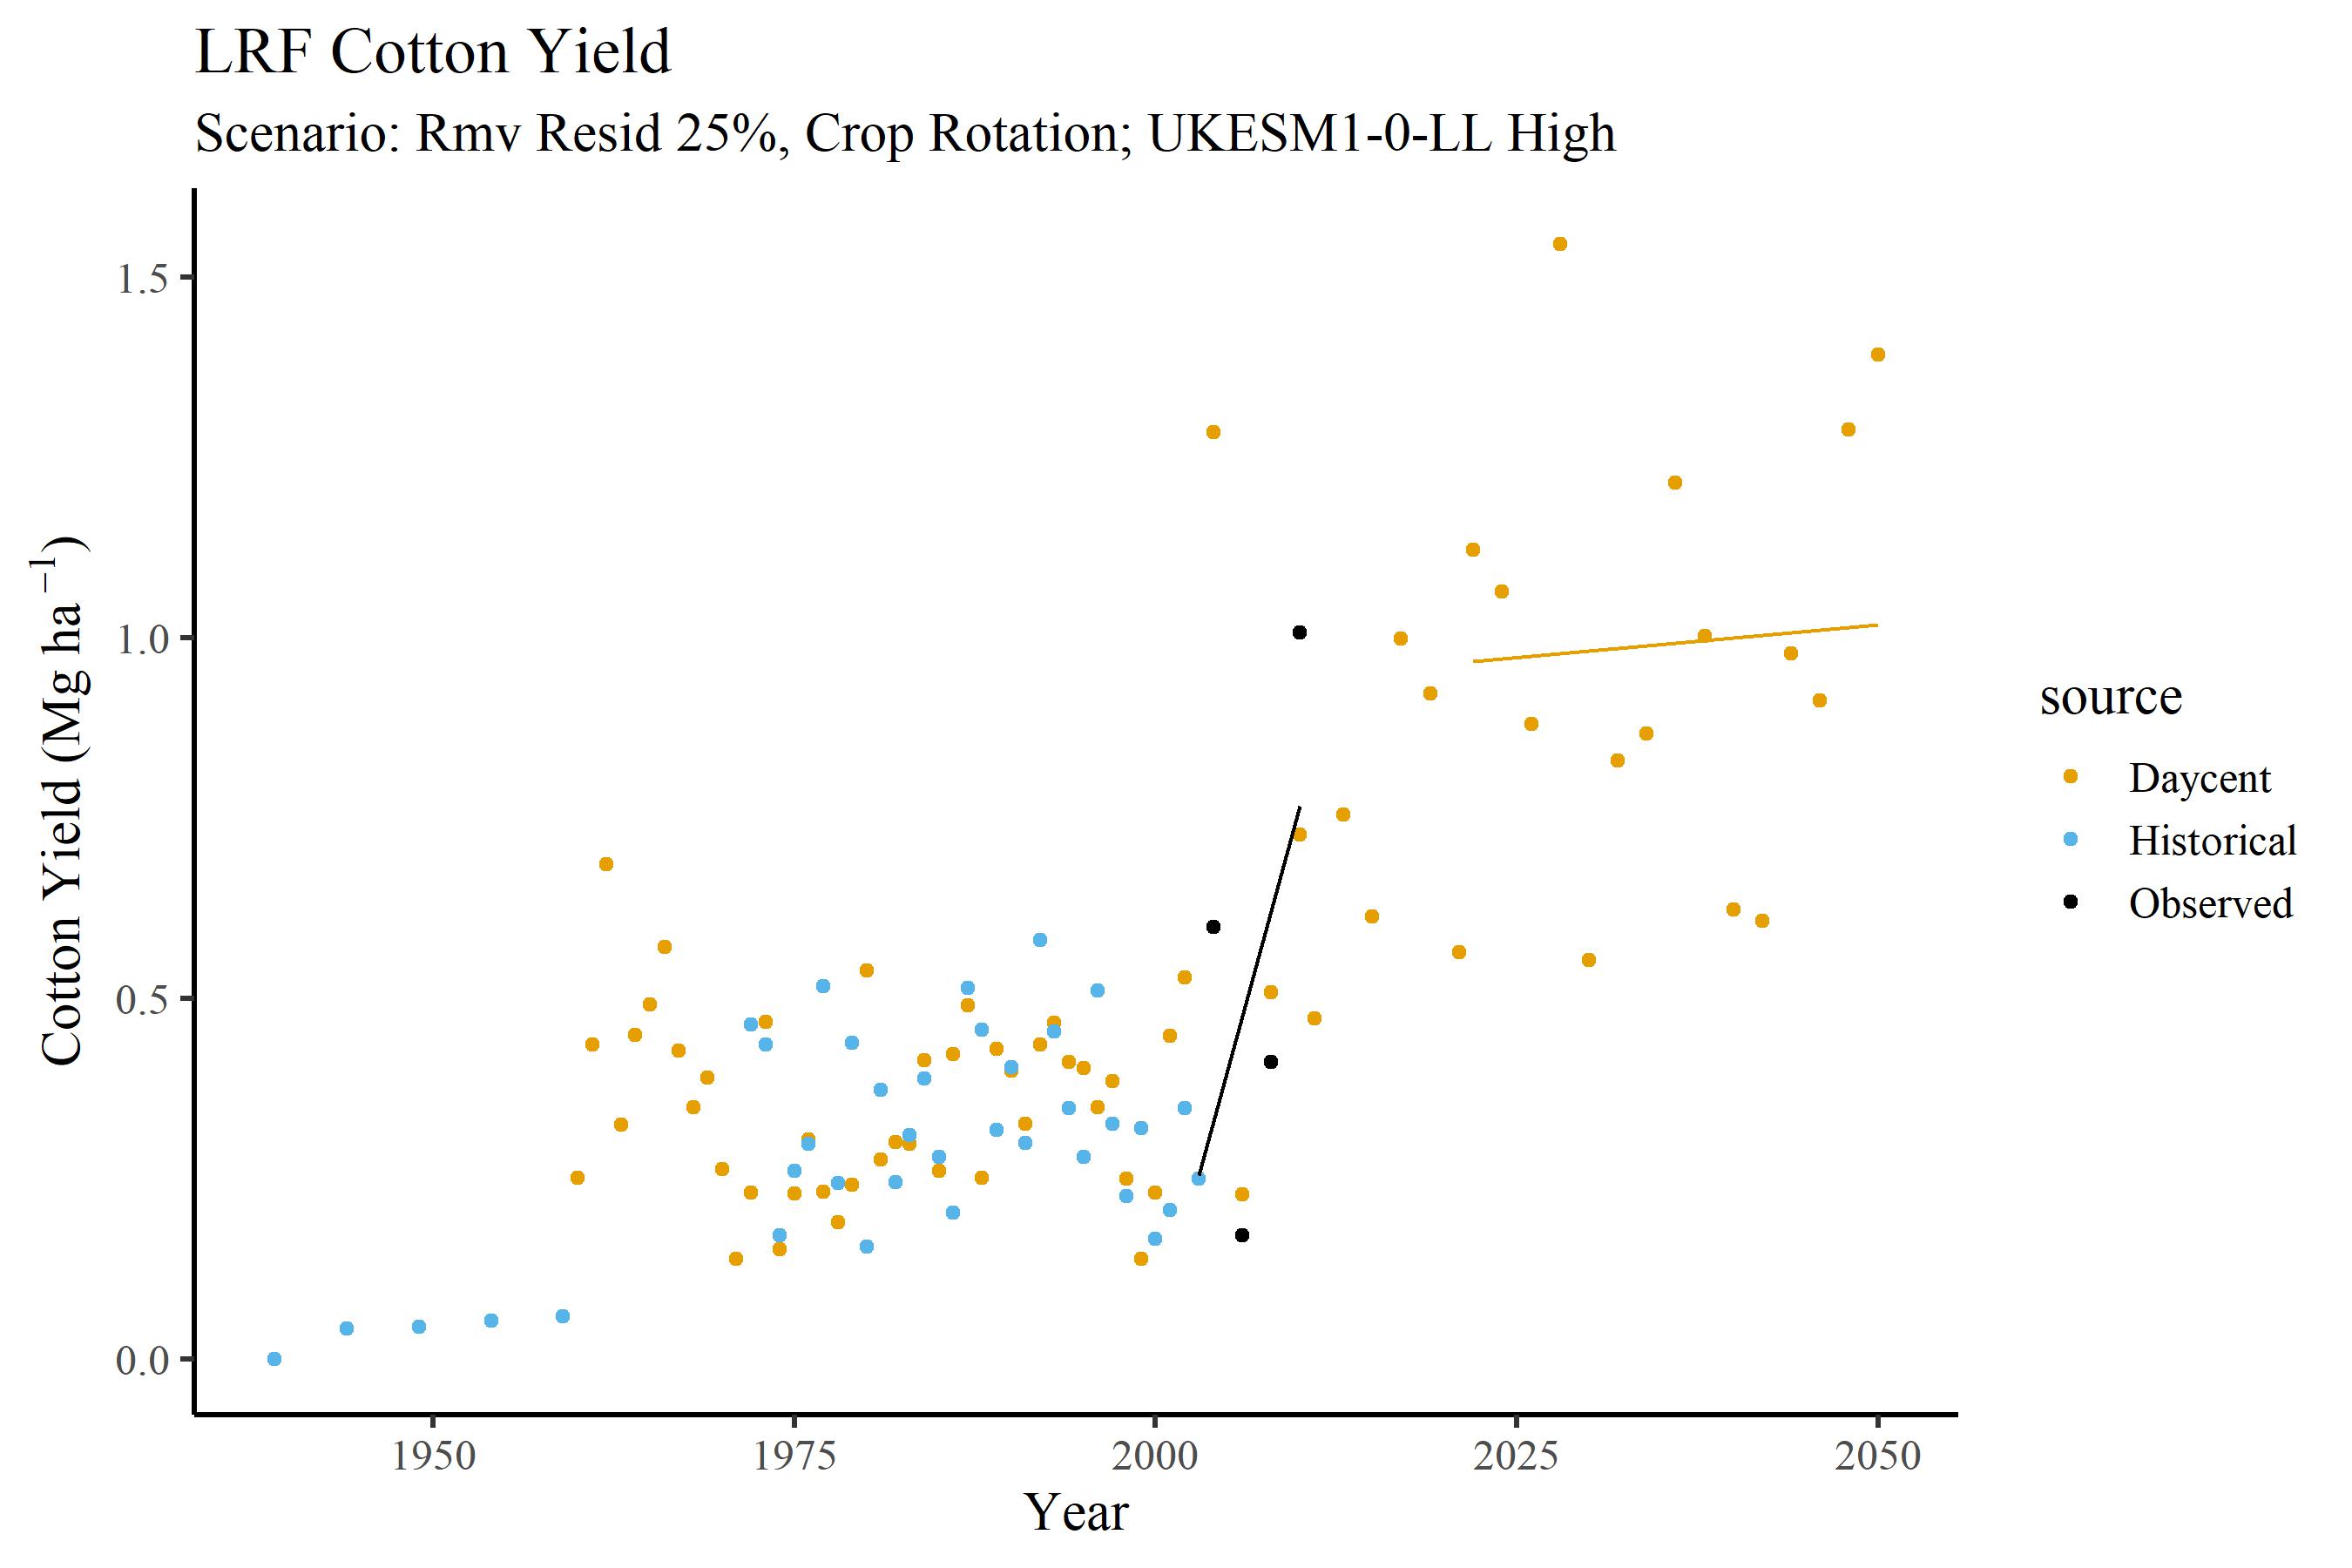 LRF Cotton Yield
Scenario: Rmv Resid 25%, Crop Rotation; UKESM1-0-LL High
Cotton Yield (Mg ha⁻¹)
1.5
1.0
0.5
0.0
1950
1975
2000
2025
2050
Year
source
Daycent
Historical
Observed